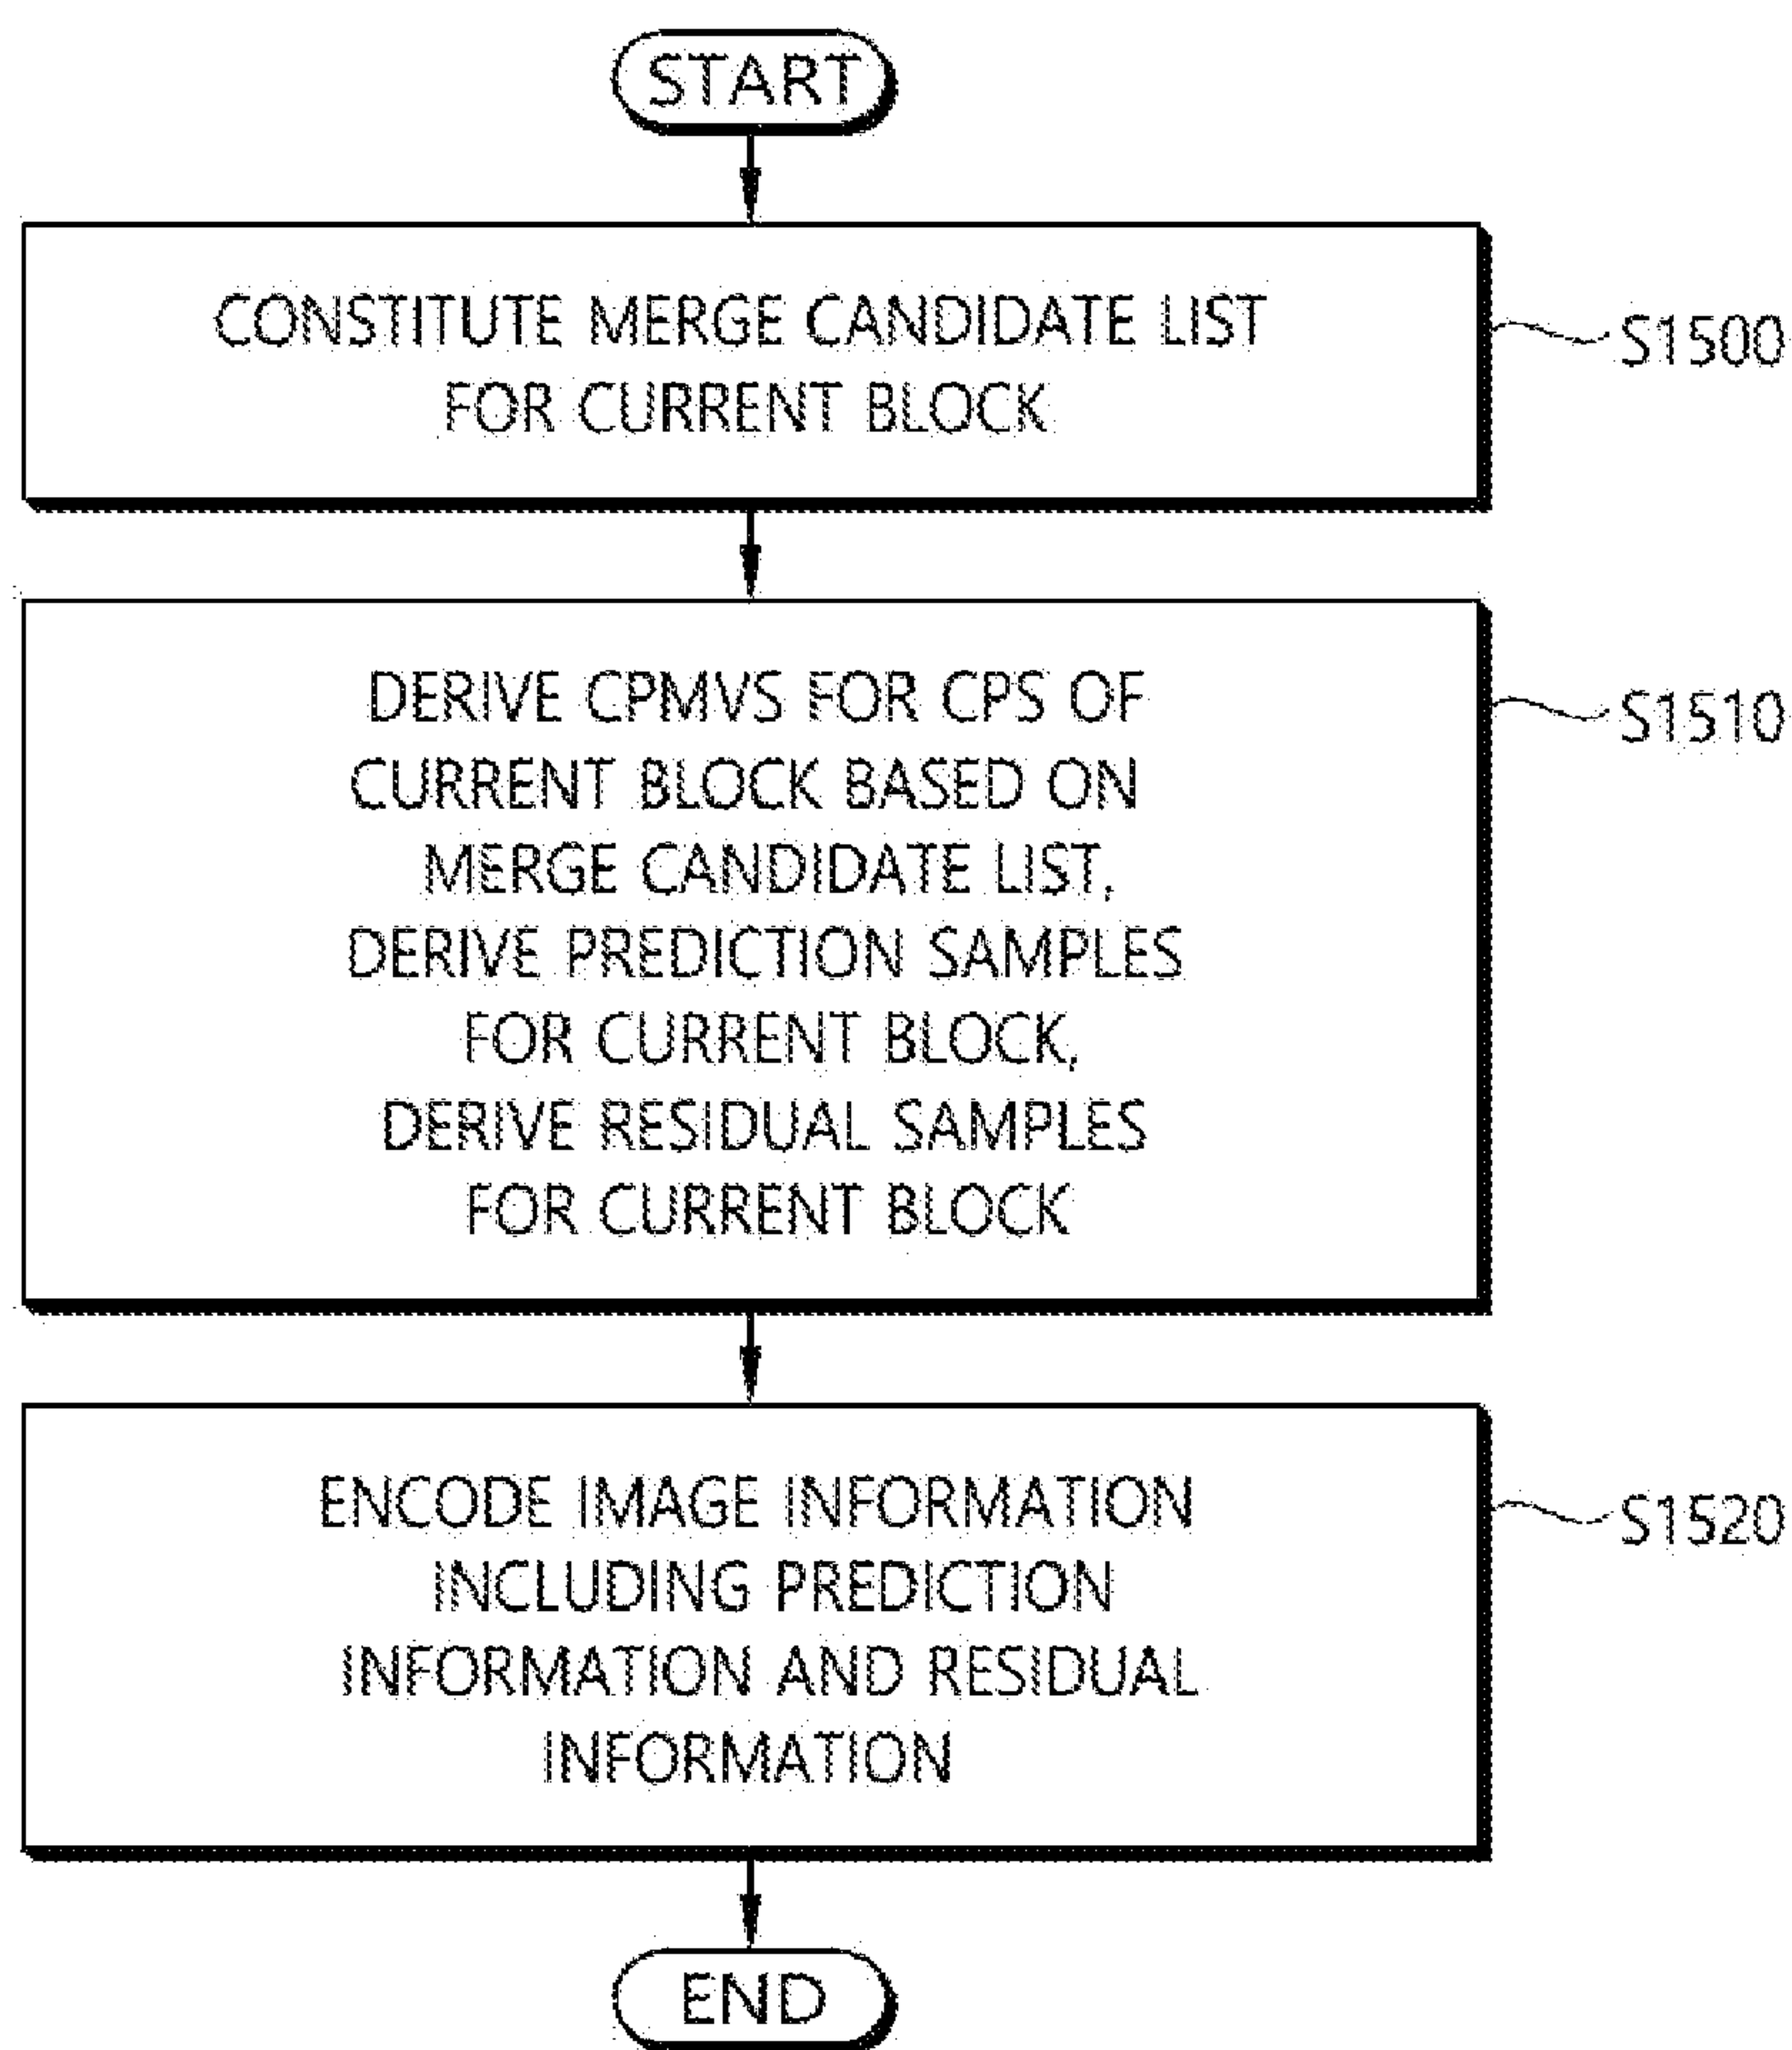 START
CONSTITUTE MERGE CANDIDATE LIST
FOR CURRENT BLOCK
S1500
DERIVE CPMVS FOR CPS OF
CURRENT BLOCK BASED ON
MERGE CANDIDATE LIST,
DERIVE PREDICTION SAMPLES
FOR CURRENT BLOCK,
DERIVE RESIDUAL SAMPLES
FOR CURRENT BLOCK
S1510
ENCODE IMAGE INFORMATION
INCLUDING PREDICTION
INFORMATION AND RESIDUAL
INFORMATION
S1520
END